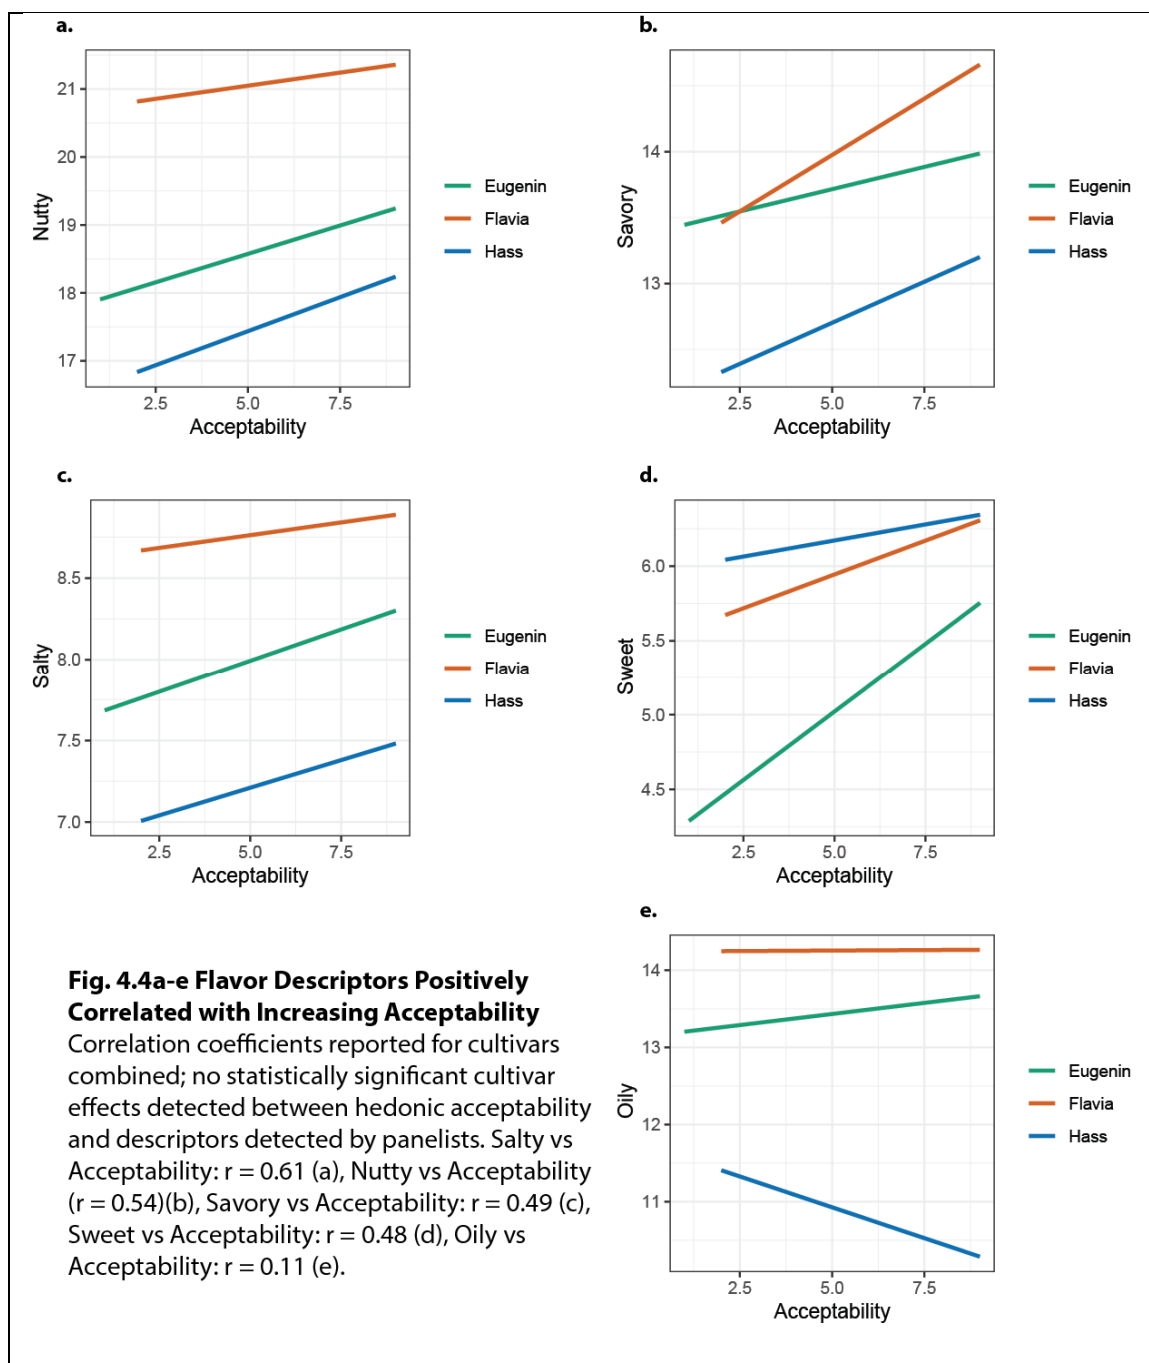 a.
21
20
19
18
17
Nutty
2.5 5.0 7.5
Acceptability
Eugenin
Flavia
Hass
b.
14
13
Savory
2.5 5.0 7.5
Acceptability
Eugenin
Flavia
Hass
c.
8.5
8.0
7.5
7.0
Salty
2.5 5.0 7.5
Acceptability
Eugenin
Flavia
Hass
d.
6.0
5.5
5.0
4.5
Sweet
2.5 5.0 7.5
Acceptability
Eugenin
Flavia
Hass
e.
14
13
12
11
Oily
2.5 5.0 7.5
Acceptability
Eugenin
Flavia
Hass
Fig. 4.4a-e Flavor Descriptors Positively
Correlated with Increasing Acceptability
Correlation coefficients reported for cultivars
combined; no statistically significant cultivar
effects detected between hedonic acceptability
and descriptors detected by panelists. Salty vs
Acceptability: r = 0.61 (a), Nutty vs Acceptability
(r = 0.54)(b), Savory vs Acceptability: r = 0.49 (c),
Sweet vs Acceptability: r = 0.48 (d), Oily vs
Acceptability: r = 0.11 (e).